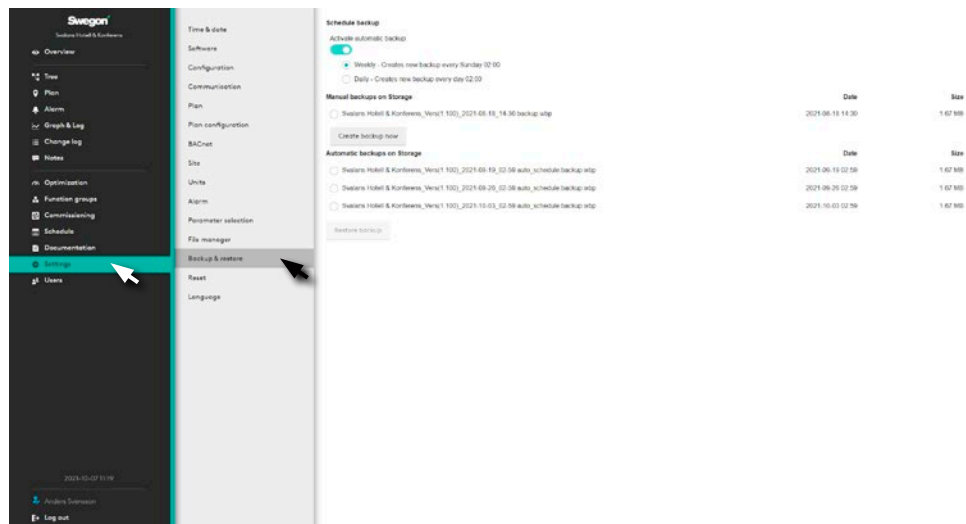 Swegon
Svalans Hotell & Konferens
Overview
Tree
Plan
Alarm
Graph & Log
Change log
Notes
Optimization
Function groups
Commissioning
Schedule
Documentation
Settings
Users
2021-10-07 11:19
Anders Svensson
Log out
Time & date
Software
Configuration
Communication
Plan
Plan configuration
BACnet
Site
Units
Alarm
Parameter selection
File manager
Backup & restore
Reset
Language
Schedule backup
Activate automatic backup
Weekly - Creates new backup every Sunday 02:00
Daily - Creates new backup every day 02:00
Manual backups on Storage Date Size
Svalans Hotell & Konferens_Vers(1.100)_2021-08-18_14-30 backup.wbp 2021-08-18 14:30 1.67 MB
Create backup now
Automatic backups on Storage Date Size
Svalans Hotell & Konferens_Vers(1.100)_2021-09-19_02-59 auto_schedule backup.wbp 2021-09-19 02:59 1.67 MB
Svalans Hotell & Konferens_Vers(1.100)_2021-09-26_02-59 auto_schedule backup.wbp 2021-09-26 02:59 1.67 MB
Svalans Hotell & Konferens_Vers(1.100)_2021-10-03_02-59 auto_schedule backup.wbp 2021-10-03 02:59 1.67 MB
Restore backup